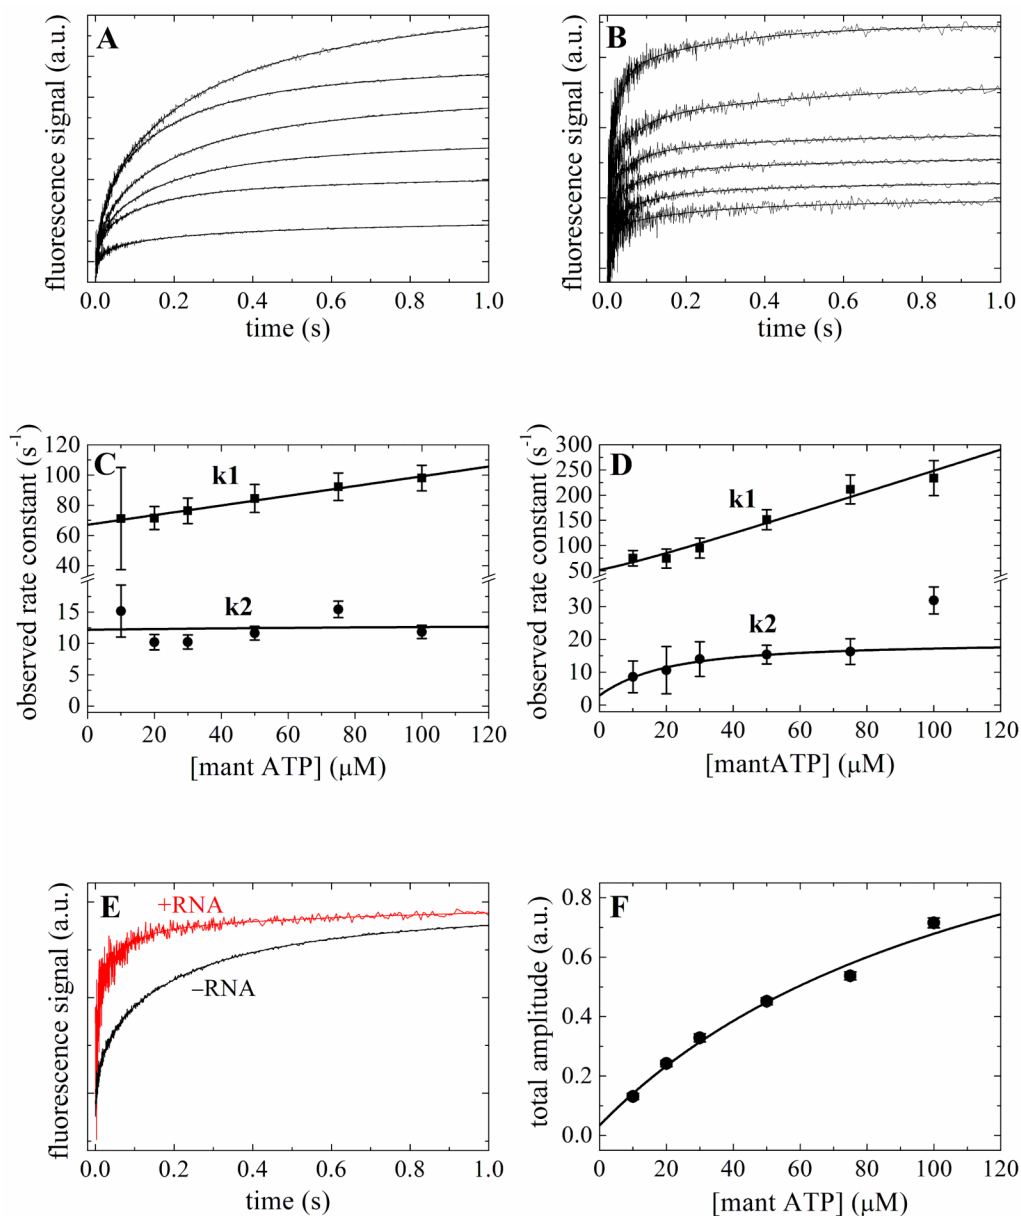 A
fluorescence signal (a.u.)
0.0 0.2 0.4 0.6 0.8 1.0
time (s)
B
fluorescence signal (a.u.)
0.0 0.2 0.4 0.6 0.8 1.0
time (s)
C
observed rate constant (s⁻¹)
120
100
80
60
40
15
10
5
0
k1
k2
0 20 40 60 80 100 120
[mant ATP] (μM)
D
observed rate constant (s⁻¹)
300
250
200
150
100
50
30
20
10
0
k1
k2
0 20 40 60 80 100 120
[mantATP] (μM)
E
fluorescence signal (a.u.)
+RNA
–RNA
0.0 0.2 0.4 0.6 0.8 1.0
time (s)
F
total amplitude (a.u.)
0.8
0.6
0.4
0.2
0.0
0 20 40 60 80 100 120
[mant ATP] (μM)